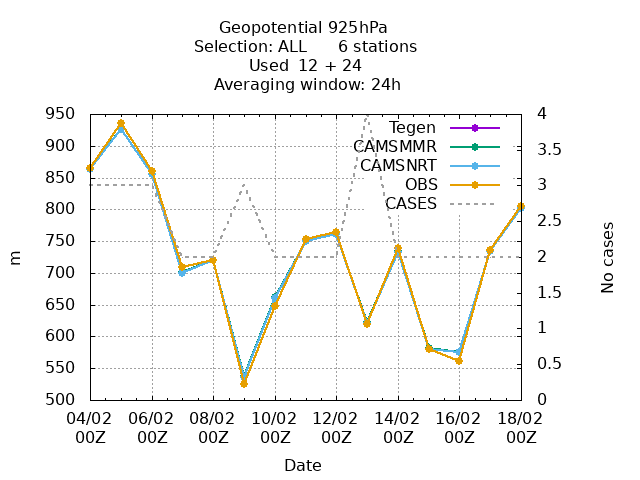 Geopotential 925hPa
Selection: ALL      6 stations
Used  12 + 24
Averaging window: 24h
950
900
850
800
750
700
650
600
550
500
m
4
3.5
3
2.5
2
1.5
1
0.5
0
No cases
Tegen
CAMSMMR
CAMSNRT
OBS
CASES
04/02 06/02 08/02 10/02 12/02 14/02 16/02 18/02
00Z 00Z 00Z 00Z 00Z 00Z 00Z 00Z
Date